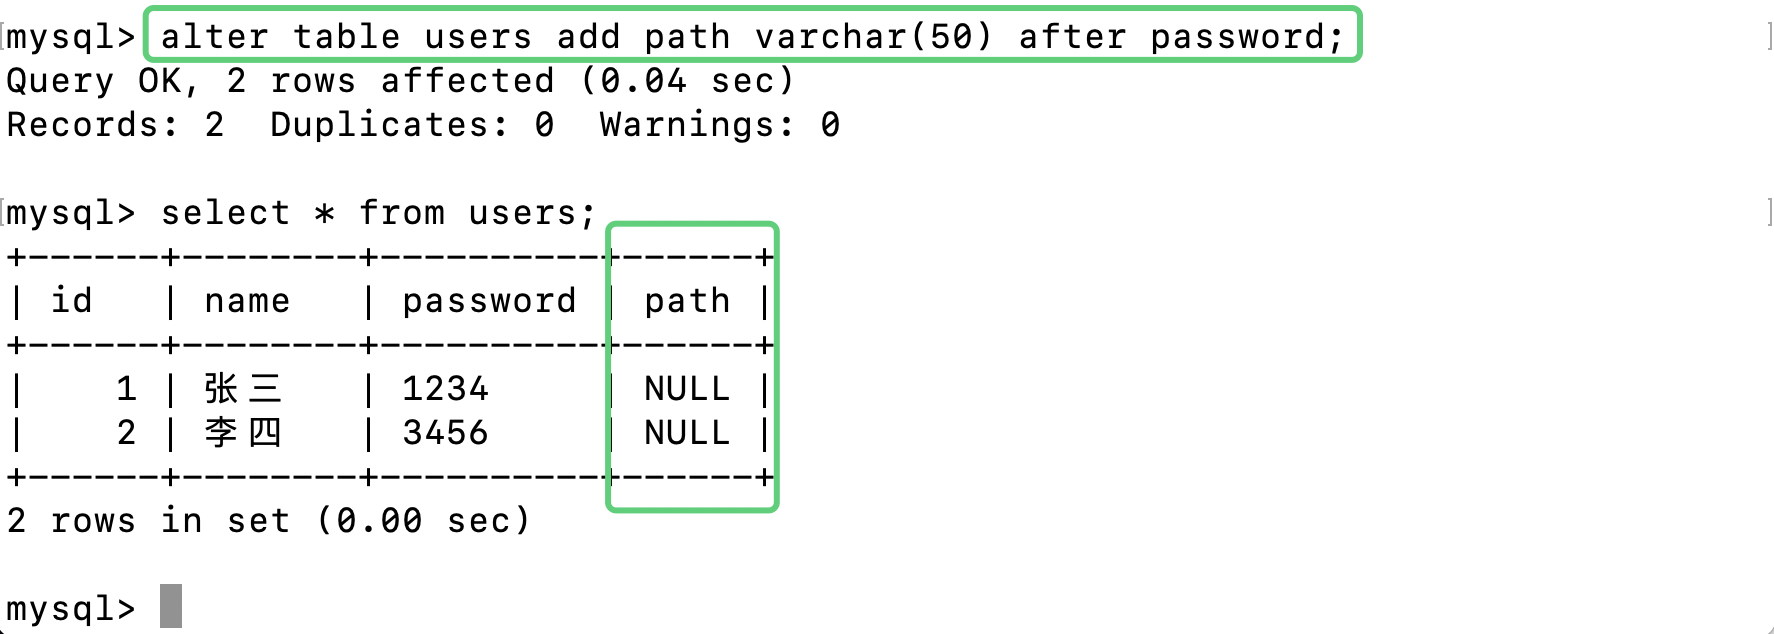 mysql> alter table users add path varchar(50) after password;
Query OK, 2 rows affected (0.04 sec)
Records: 2  Duplicates: 0  Warnings: 0
mysql> select * from users;
+------+--------+----------+------+
| id   | name   | password | path |
+------+--------+----------+------+
|    1 | 张三   | 1234     | NULL |
|    2 | 李四   | 3456     | NULL |
+------+--------+----------+------+
2 rows in set (0.00 sec)
mysql>